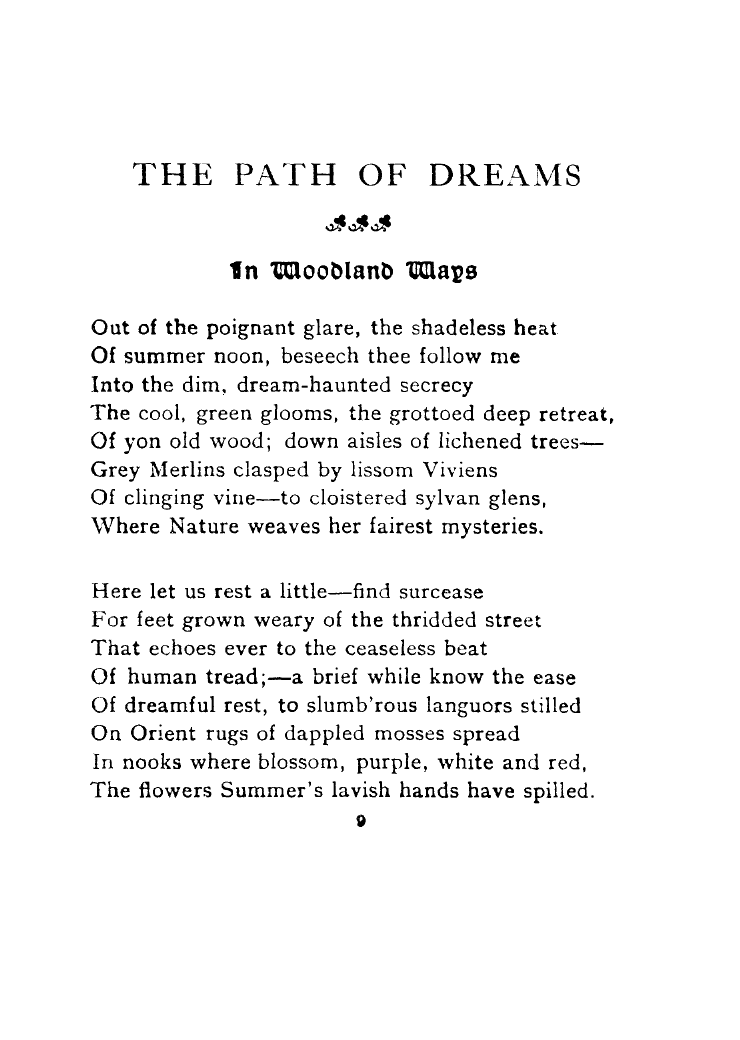 THE PATH OF DREAMS
In Woodland Ways
Out of the poignant glare, the shadeless heat
Of summer noon, beseech thee follow me
Into the dim, dream-haunted secrecy
The cool, green glooms, the grottoed deep retreat,
Of yon old wood; down aisles of lichened trees—
Grey Merlins clasped by lissom Viviens
Of clinging vine—to cloistered sylvan glens,
Where Nature weaves her fairest mysteries.
Here let us rest a little—find surcease
For feet grown weary of the thridded street
That echoes ever to the ceaseless beat
Of human tread;—a brief while know the ease
Of dreamful rest, to slumb'rous languors stilled
On Orient rugs of dappled mosses spread
In nooks where blossom, purple, white and red,
The flowers Summer's lavish hands have spilled.
9